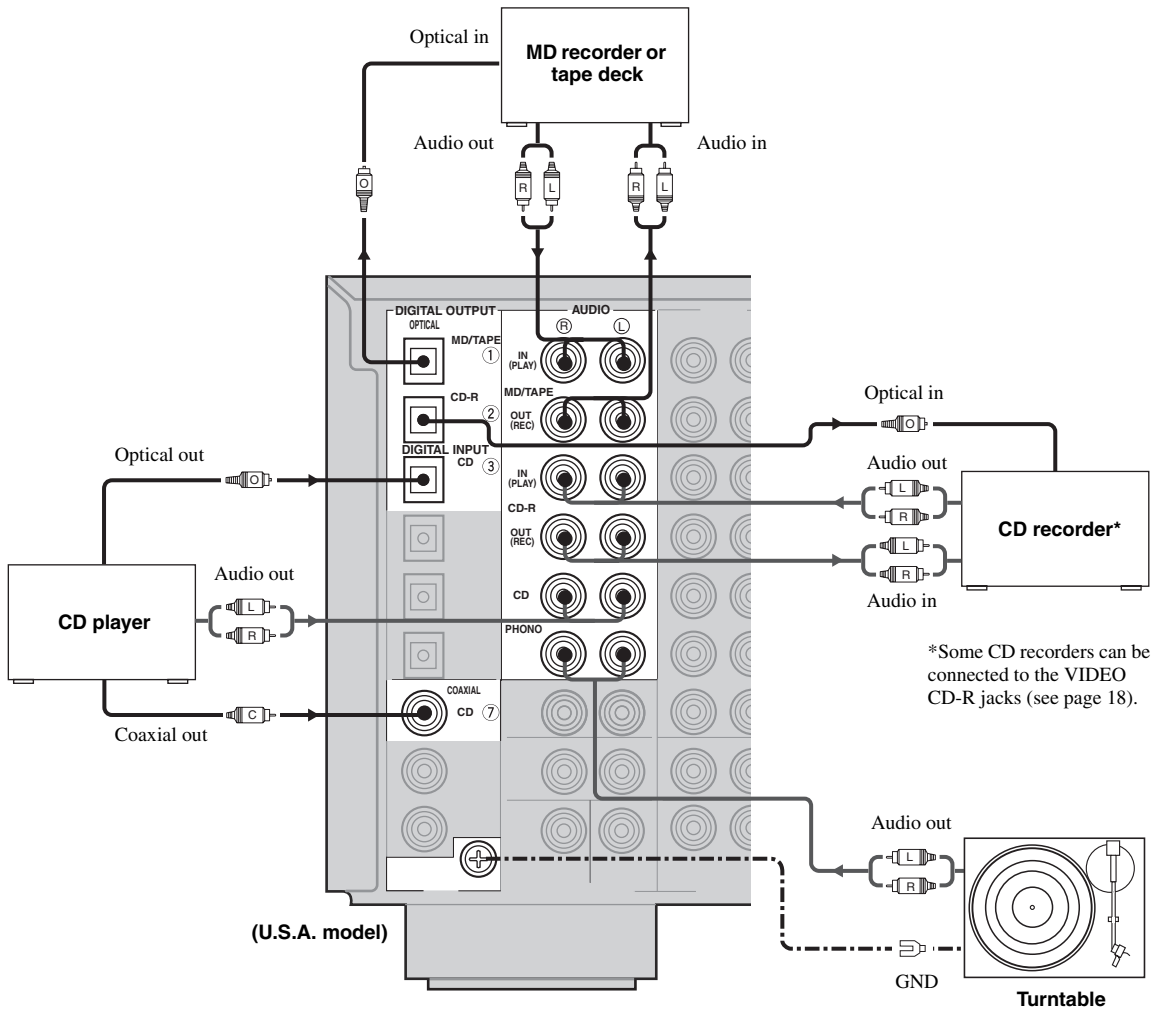 Optical in
MD recorder or
tape deck
Audio out
Audio in
O
R
L
R
L
DIGITAL OUTPUT
OPTICAL
MD/TAPE
①
CD-R
②
DIGITAL INPUT
CD ③
AUDIO
Ⓡ
Ⓛ
IN
(PLAY)
MD/TAPE
OUT
(REC)
IN
(PLAY)
CD-R
OUT
(REC)
CD
PHONO
COAXIAL
CD ⑦
Optical out
O
CD player
Audio out
L
R
C
Coaxial out
Optical in
O
Audio out
L
R
CD recorder*
L
R
Audio in
*Some CD recorders can be
connected to the VIDEO
CD-R jacks (see page 18).
Audio out
L
R
GND
Turntable
(U.S.A. model)